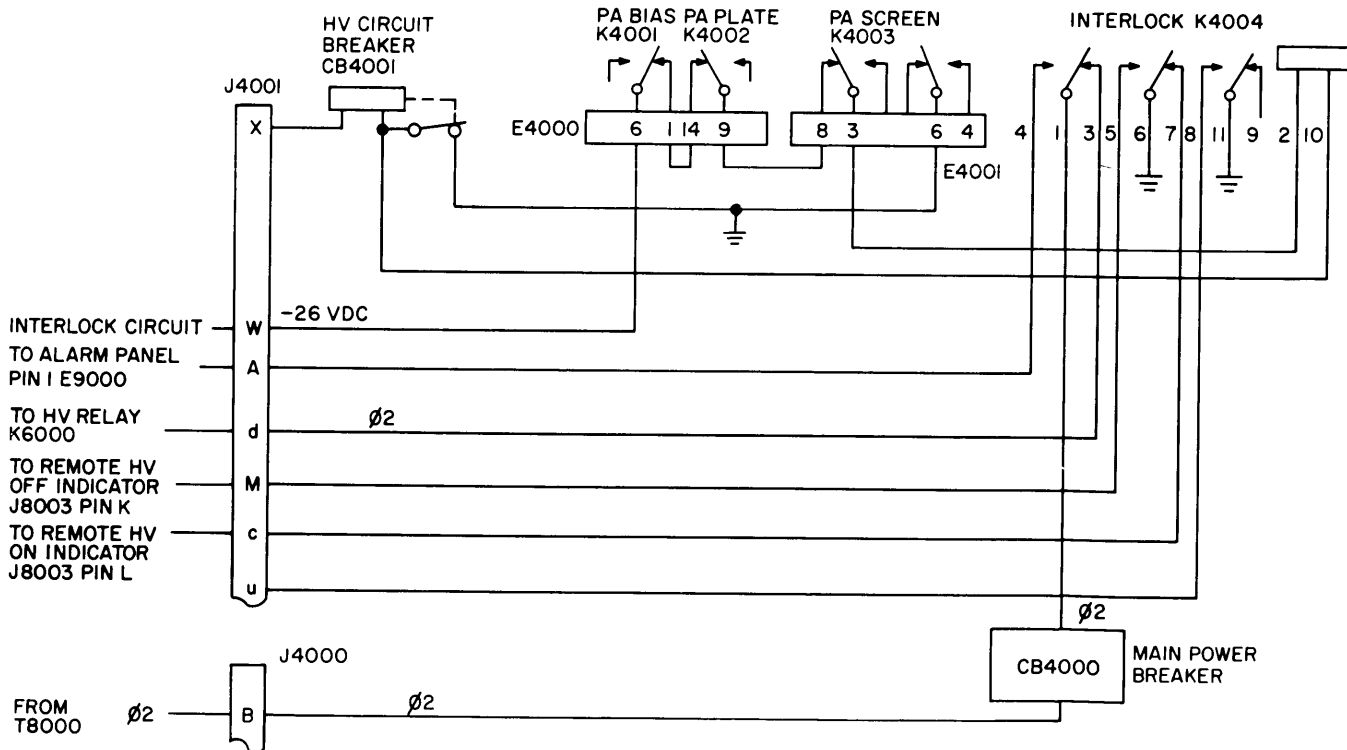 HV CIRCUIT
BREAKER
CB4001
PA BIAS PA PLATE
K4001 K4002
PA SCREEN
K4003
INTERLOCK K4004
J4001
X
E4000
6 1 14 9
8 3 6 4
E4001
4 1 3 5 6 7 8 11 9 2 10
INTERLOCK CIRCUIT
W
-26 VDC
TO ALARM PANEL
PIN 1 E9000
A
TO HV RELAY
K6000
d
Ø2
TO REMOTE HV
OFF INDICATOR
J8003 PIN K
M
TO REMOTE HV
ON INDICATOR
J8003 PIN L
c
u
Ø2
CB4000
MAIN POWER
BREAKER
J4000
FROM
T8000
Ø2
B
Ø2